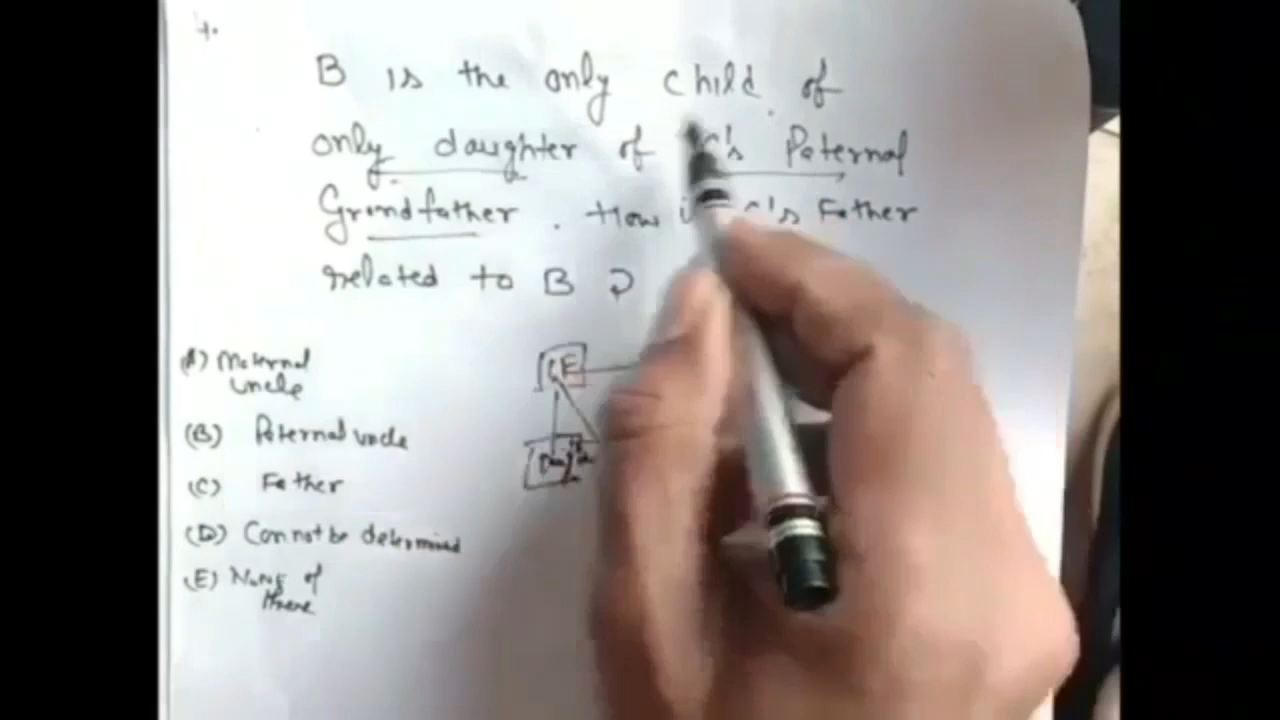 B is the only child of
only daughter of 's Paternal
Grandfather. How 's Father
related to B ?
(A) Maternal
uncle
(B) Paternal uncle
(C) Father
(D) Cannot be determined
(E) None of
these